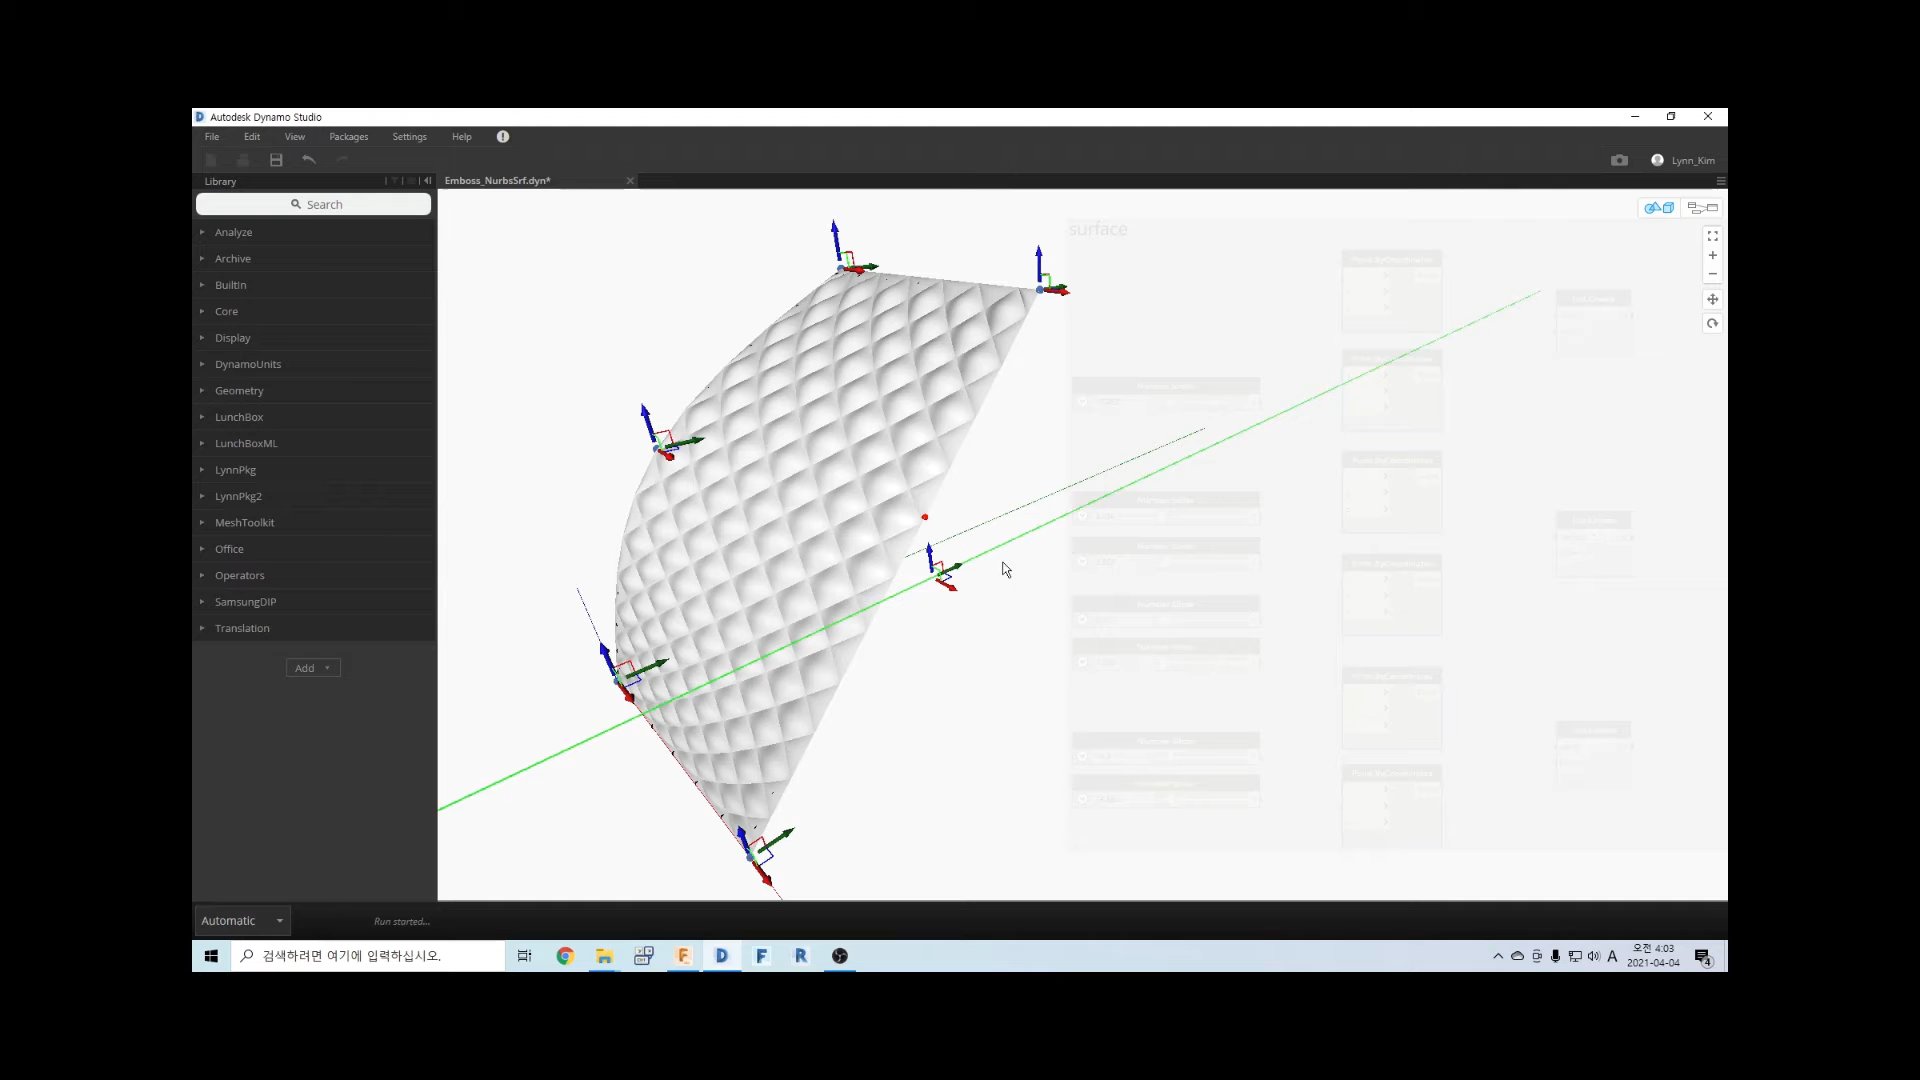 Autodesk Dynamo Studio
File Edit View Packages Settings Help
Lynn_Kim
Library
Emboss_NurbsSrf.dyn*
Search
surface
Analyze
Archive
BuiltIn
Core
Display
DynamoUnits
Geometry
LunchBox
LunchBoxML
LynnPkg
LynnPkg2
MeshToolkit
Office
Operators
SamsungDIP
Translation
Add
Automatic
Run started...
검색하려면 여기에 입력하십시오.
A
오전 4:03
2021-04-04
4